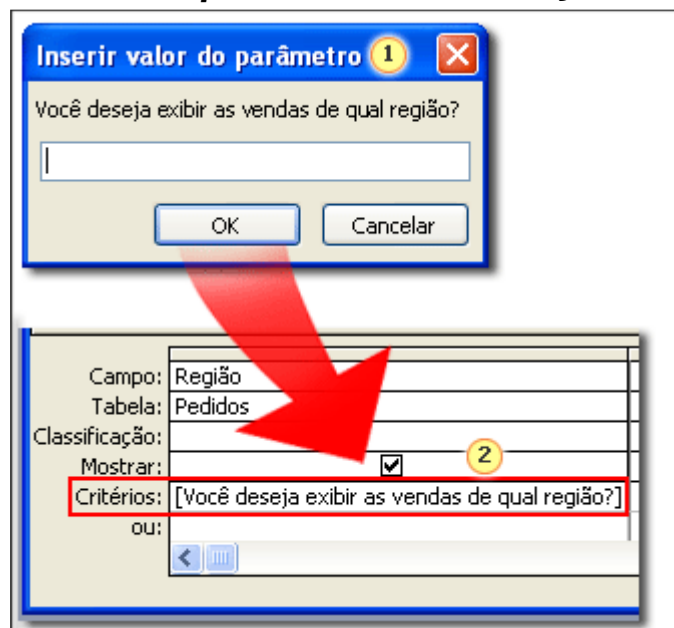 Inserir valor do parâmetro 1
Você deseja exibir as vendas de qual região?
OK Cancelar
Campo: Região
Tabela: Pedidos
Classificação:
Mostrar: 2
Critérios: [Você deseja exibir as vendas de qual região?]
ou: